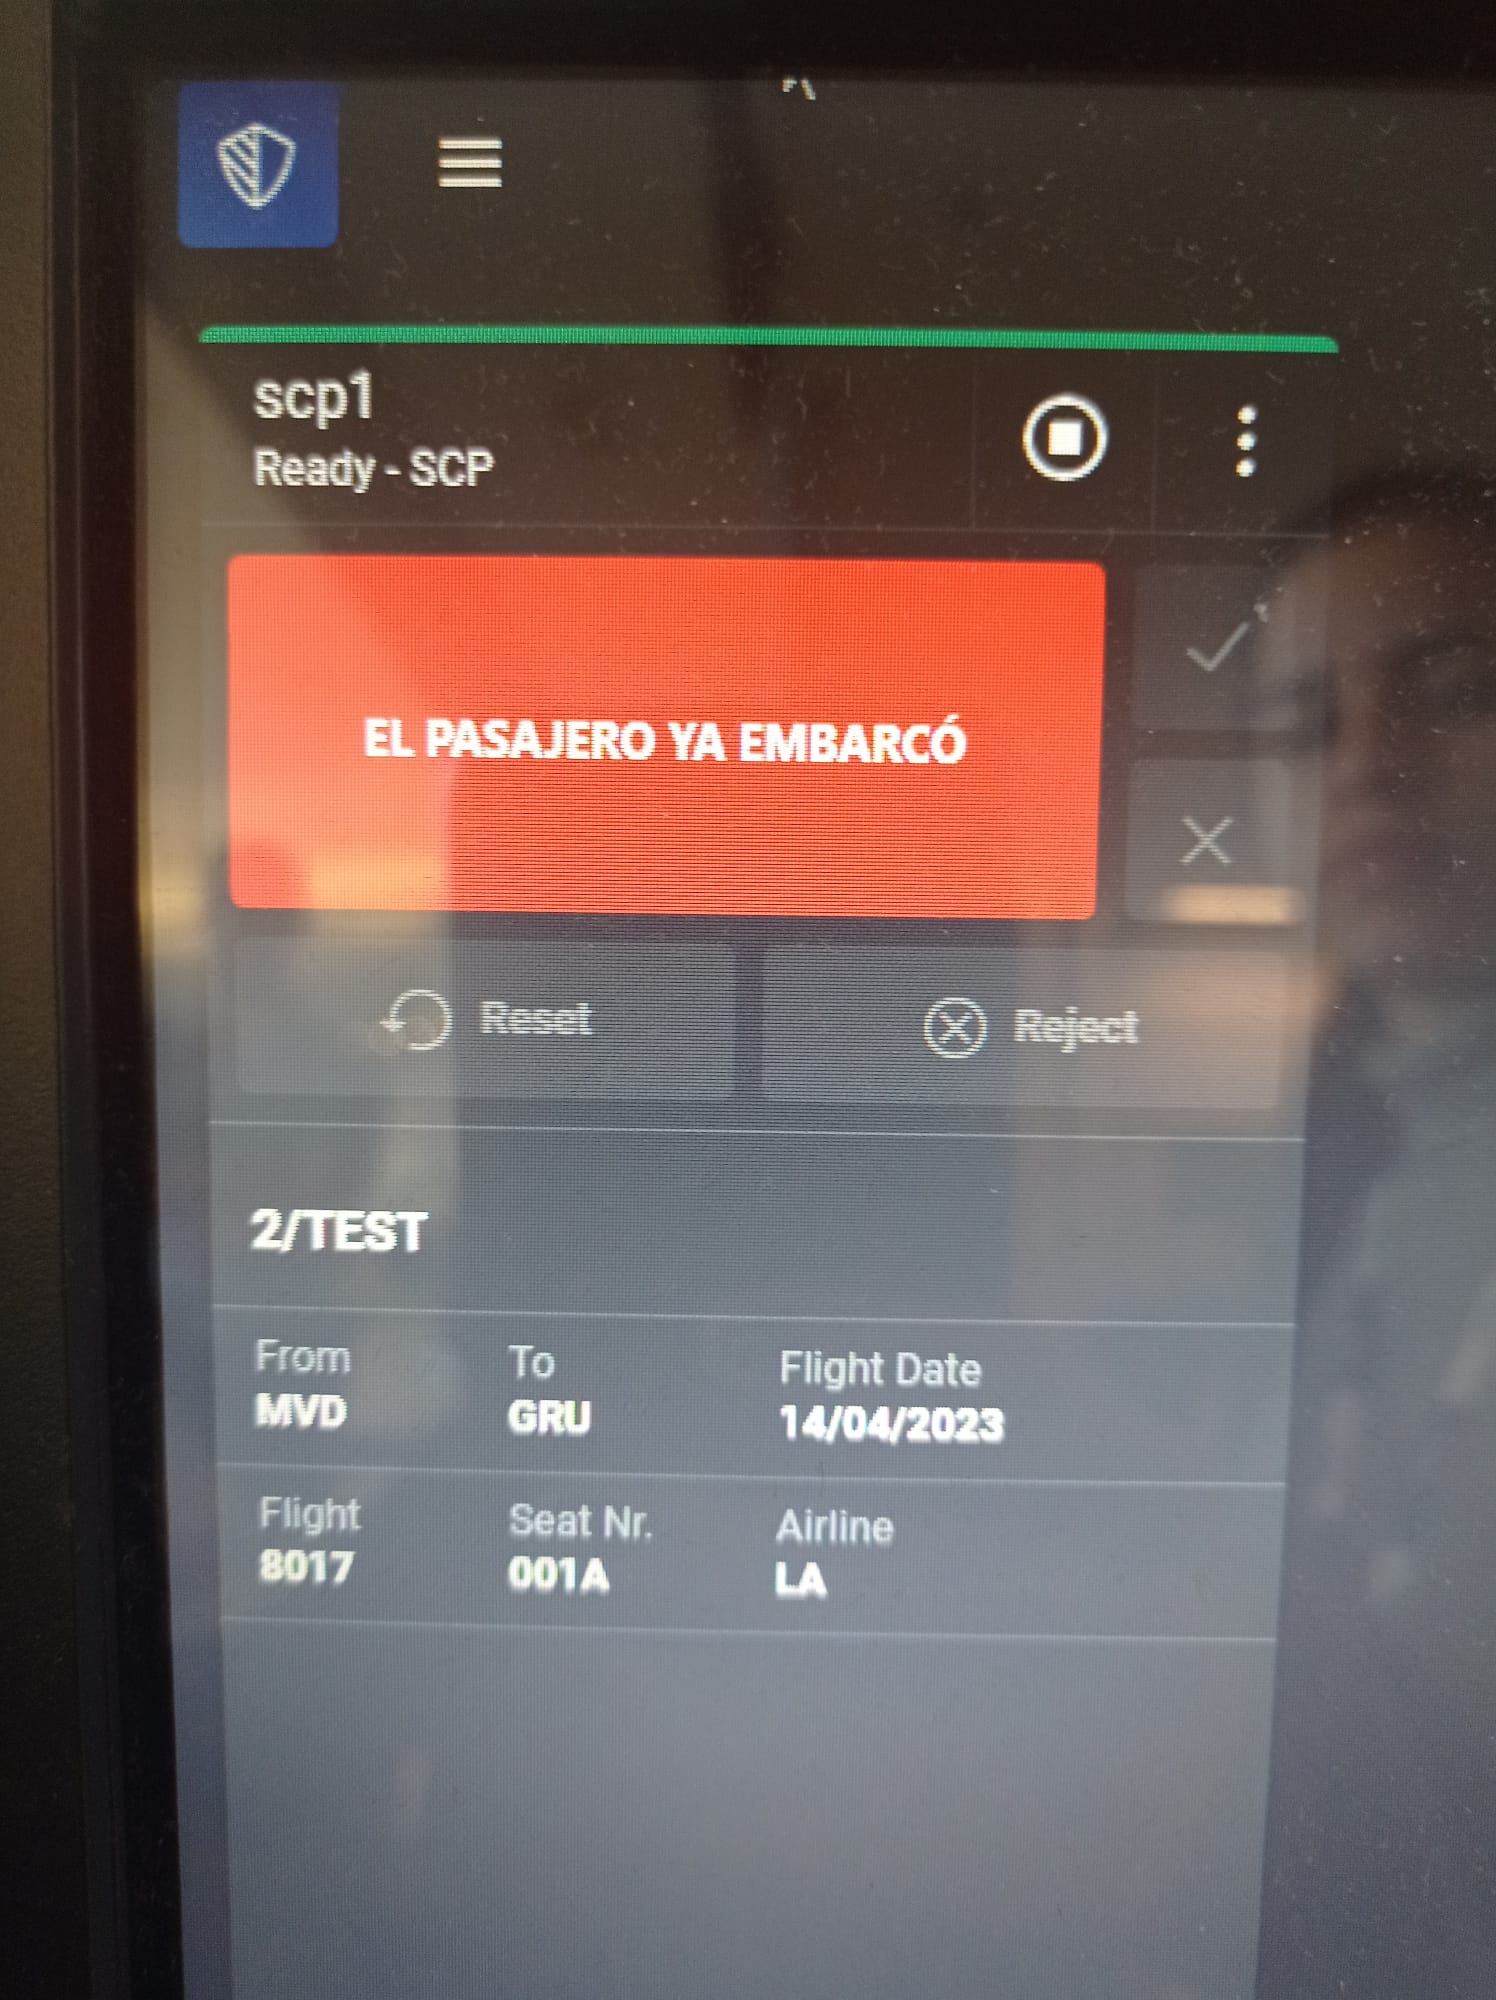 scp1
Ready - SCP
EL PASAJERO YA EMBARCÓ
Reset
Reject
2/TEST
From
To
Flight Date
MVD
GRU
14/04/2023
Flight
Seat Nr.
Airline
8017
001A
LA